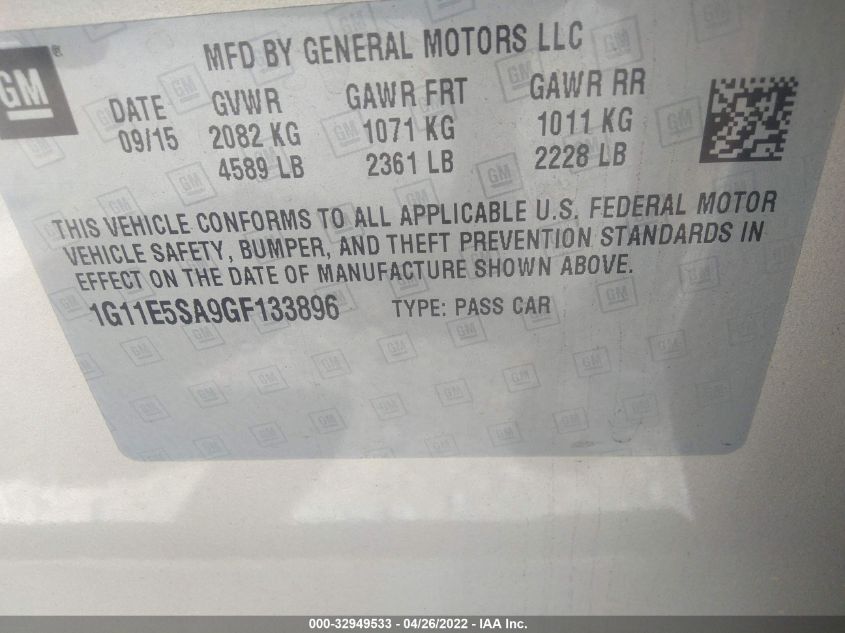 GM
MFD BY GENERAL MOTORS LLC
DATE GVWR GAWR FRT GAWR RR
09/15 2082 KG 1071 KG 1011 KG
4589 LB 2361 LB 2228 LB
THIS VEHICLE CONFORMS TO ALL APPLICABLE U.S. FEDERAL MOTOR
VEHICLE SAFETY, BUMPER, AND THEFT PREVENTION STANDARDS IN
EFFECT ON THE DATE OF MANUFACTURE SHOWN ABOVE.
1G11E5SA9GF133896 TYPE: PASS CAR
000-32949533 - 04/26/2022 - IAA Inc.